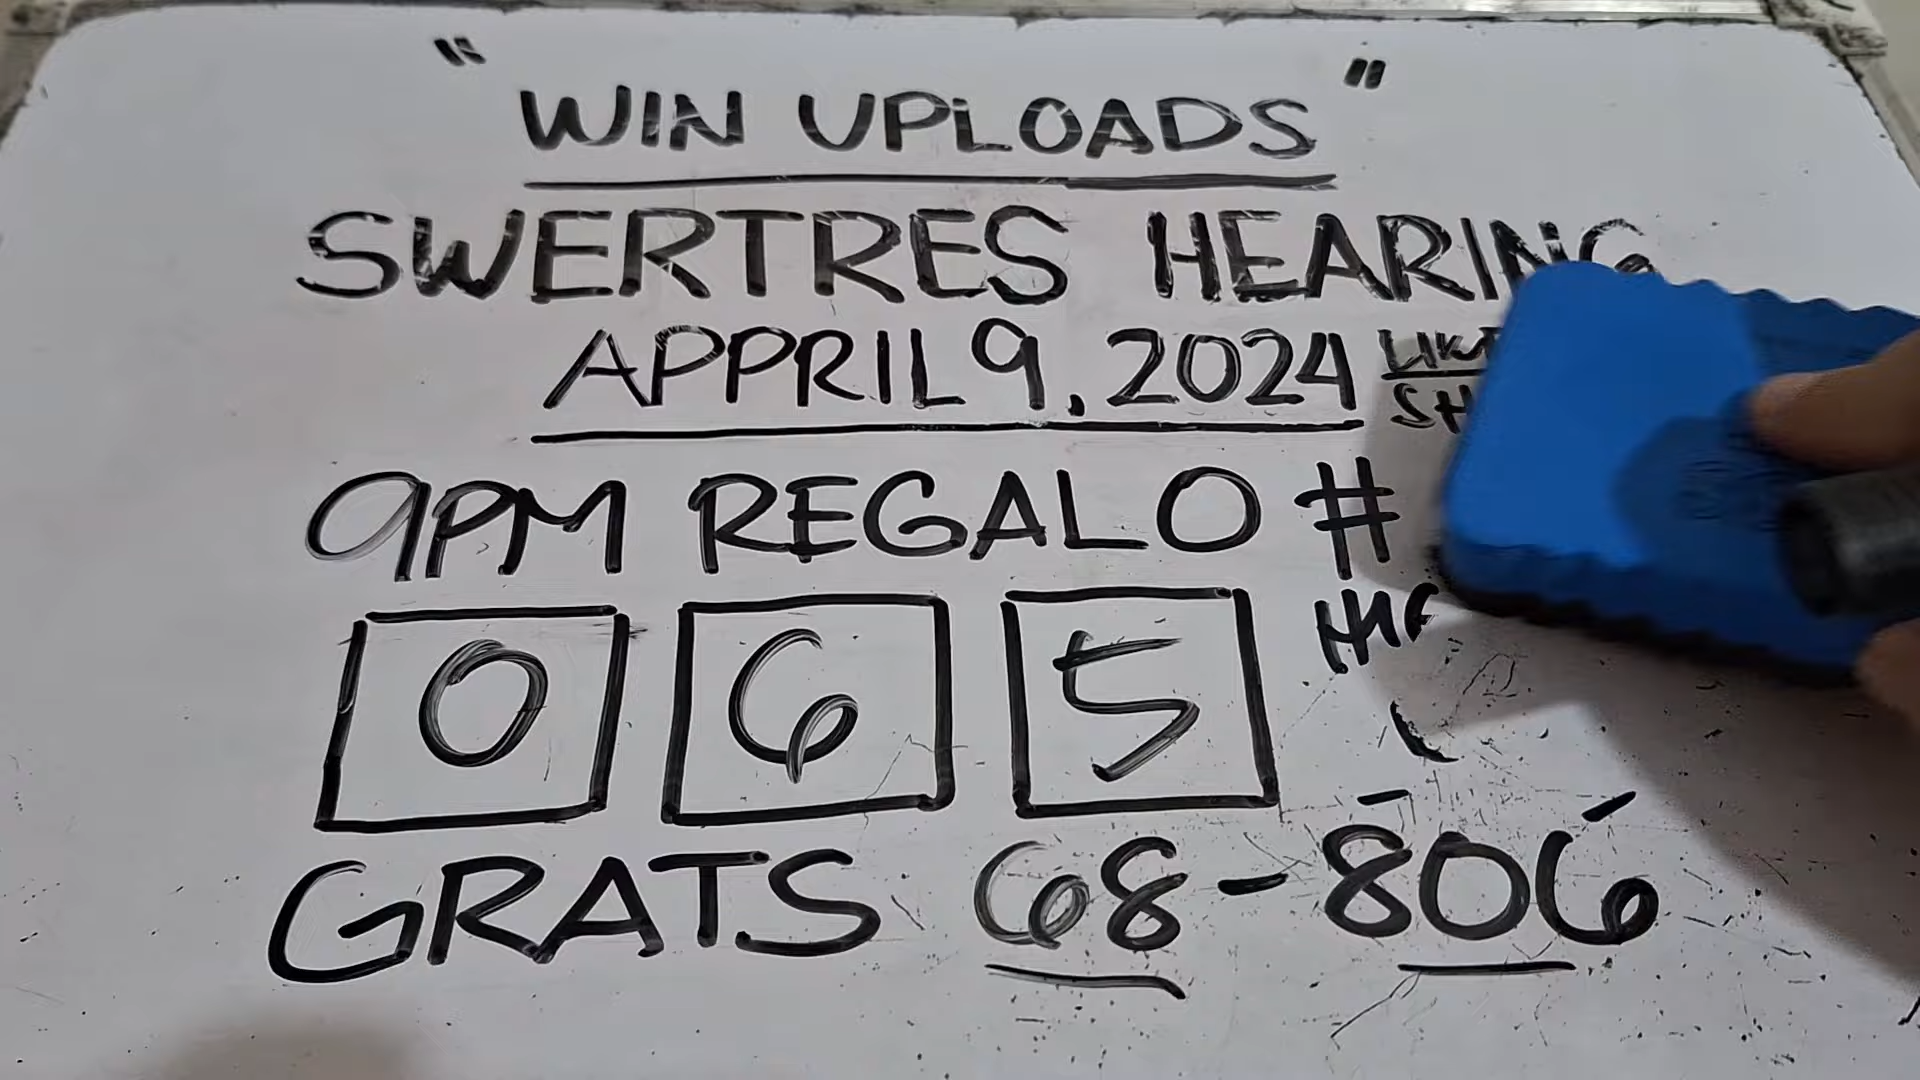 "WIN UPLOADS"
SWERTRES HEARING
APPRIL 9, 2024
9PM REGALO #
0 6 5
GRATS 68-806